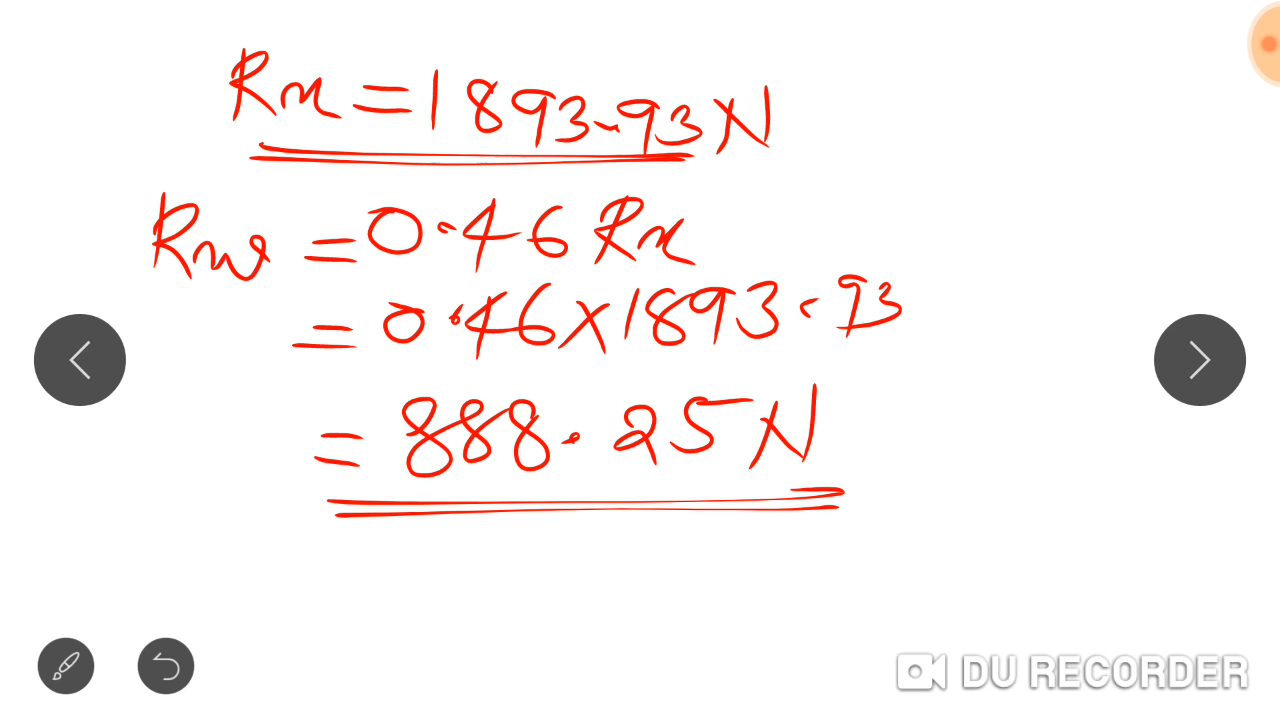 Rx = 1893.93 N
Rw = 0.46 Rx
= 0.46 x 1893.93
= 888.25 N
DU RECORDER